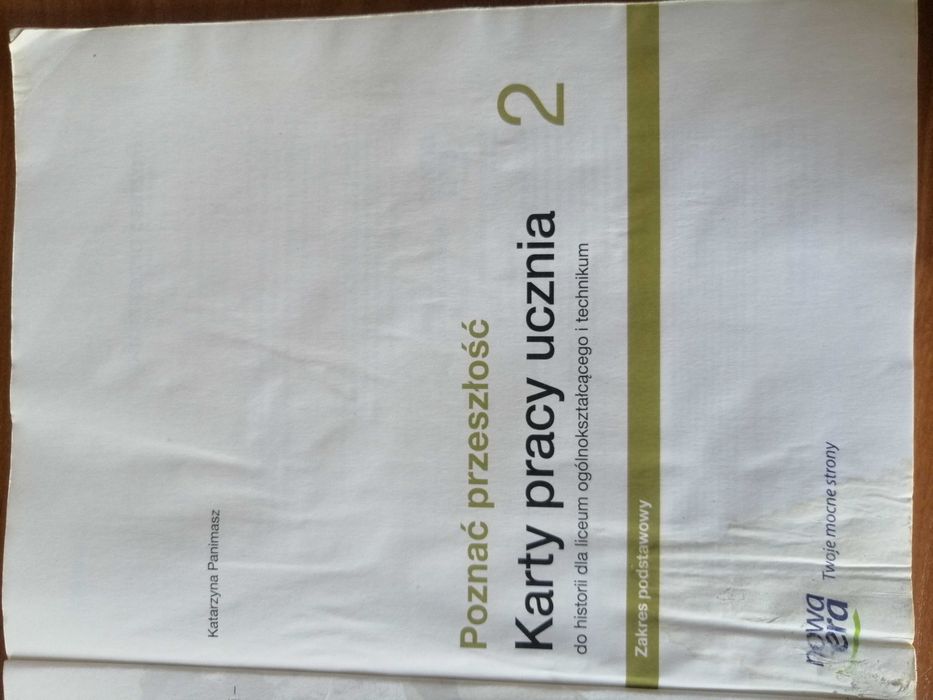 Katarzyna Panimasz
Poznać przeszłość
Karty pracy ucznia 2
do historii dla liceum ogólnokształcącego i technikum
Zakres podstawowy
nowa
era Twoje mocne strony